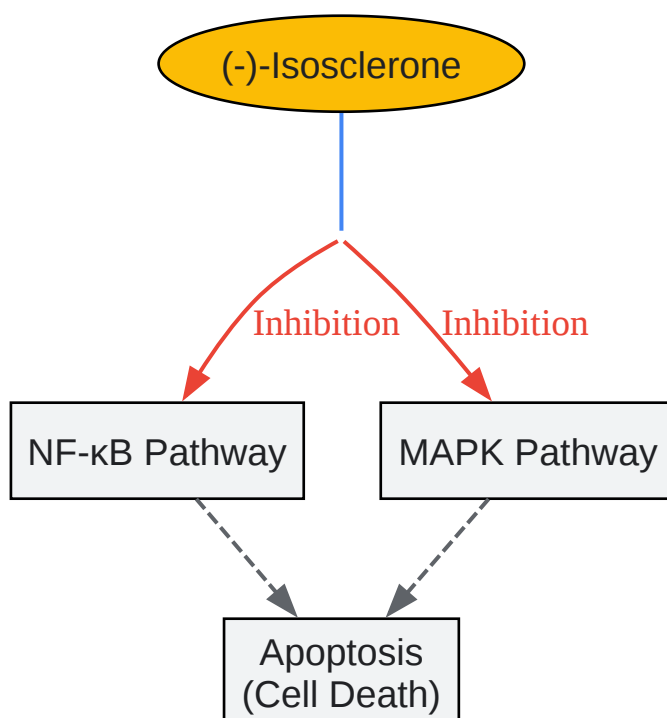 (-)-Isosclerone
Inhibition Inhibition
NF-κB Pathway MAPK Pathway
Apoptosis
(Cell Death)